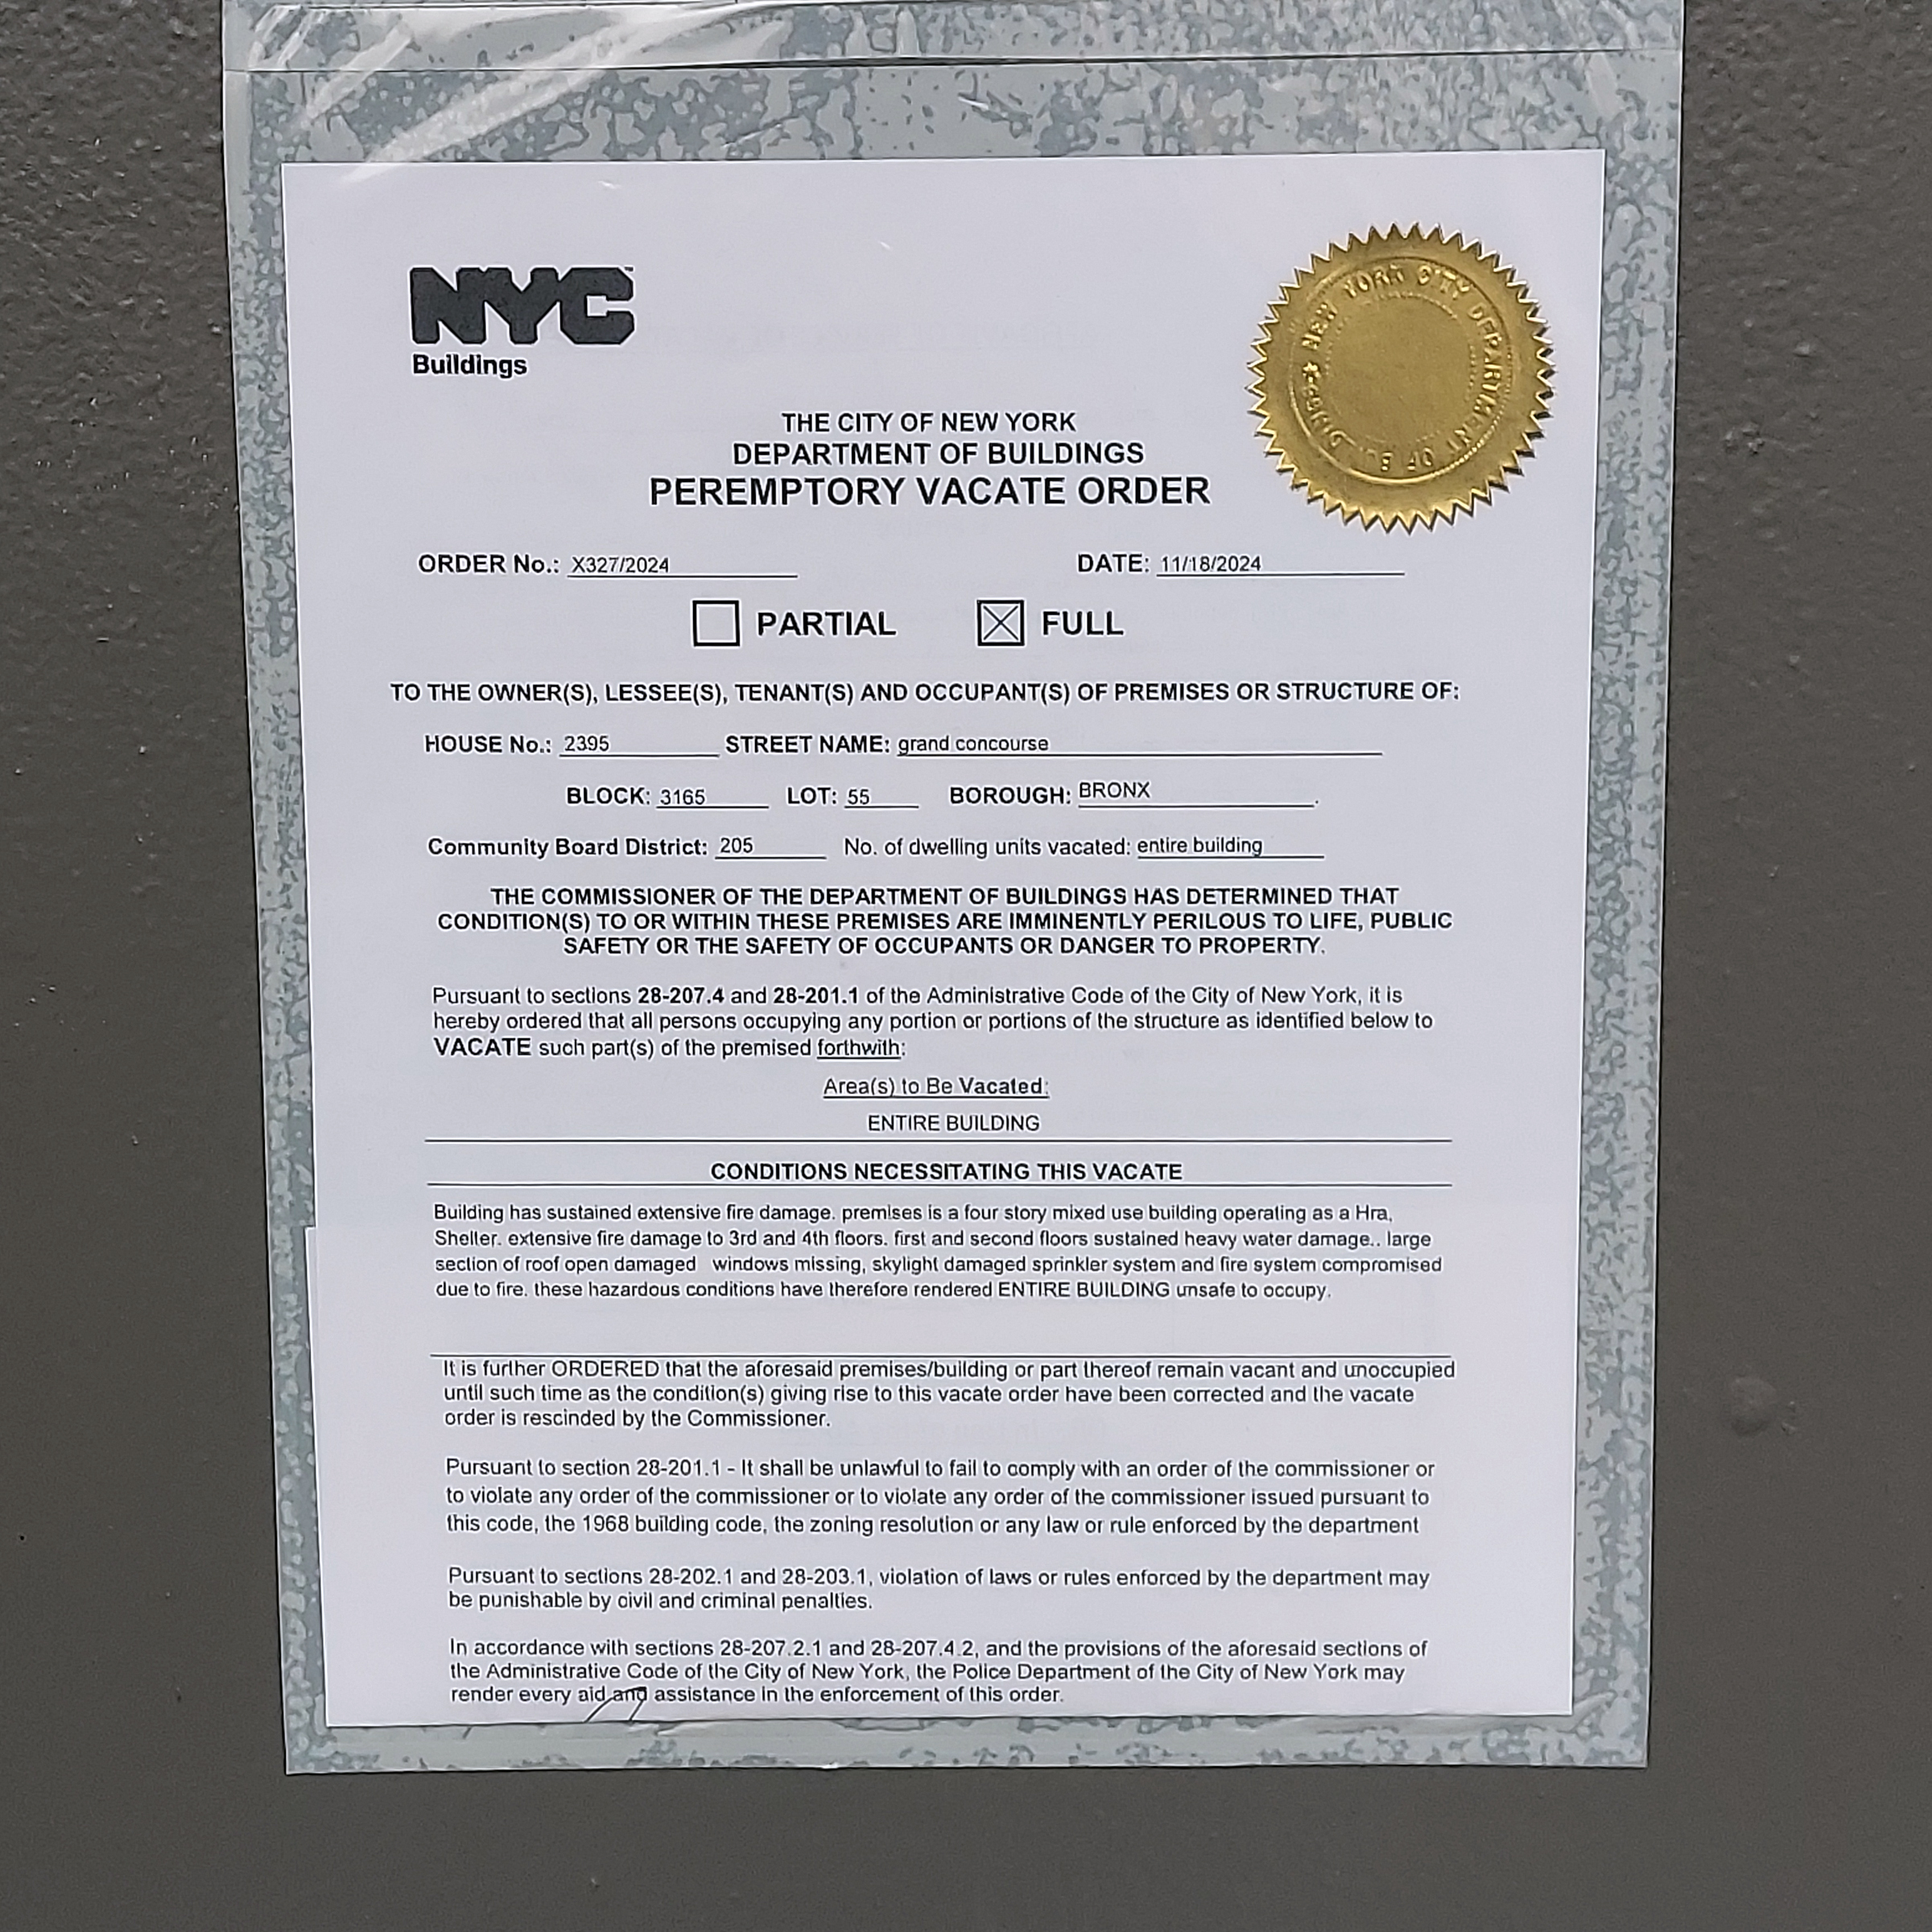 NYC™
Buildings
NEW YORK CITY DEPARTMENT OF BUILDINGS
THE CITY OF NEW YORK
DEPARTMENT OF BUILDINGS
PEREMPTORY VACATE ORDER
ORDER No.: X327/2024 DATE: 11/18/2024
PARTIAL FULL
TO THE OWNER(S), LESSEE(S), TENANT(S) AND OCCUPANT(S) OF PREMISES OR STRUCTURE OF:
HOUSE No.: 2395 STREET NAME: grand concourse
BLOCK: 3165 LOT: 55 BOROUGH: BRONX.
Community Board District: 205 No. of dwelling units vacated: entire building
THE COMMISSIONER OF THE DEPARTMENT OF BUILDINGS HAS DETERMINED THAT
CONDITION(S) TO OR WITHIN THESE PREMISES ARE IMMINENTLY PERILOUS TO LIFE, PUBLIC
SAFETY OR THE SAFETY OF OCCUPANTS OR DANGER TO PROPERTY.
Pursuant to sections 28-207.4 and 28-201.1 of the Administrative Code of the City of New York, it is
hereby ordered that all persons occupying any portion or portions of the structure as identified below to
VACATE such part(s) of the premised forthwith:
Area(s) to Be Vacated:
ENTIRE BUILDING
CONDITIONS NECESSITATING THIS VACATE
Building has sustained extensive fire damage. premises is a four story mixed use building operating as a Hra,
Shelter. extensive fire damage to 3rd and 4th floors. first and second floors sustained heavy water damage.. large
section of roof open damaged windows missing, skylight damaged sprinkler system and fire system compromised
due to fire. these hazardous conditions have therefore rendered ENTIRE BUILDING unsafe to occupy.
It is further ORDERED that the aforesaid premises/building or part thereof remain vacant and unoccupied
until such time as the condition(s) giving rise to this vacate order have been corrected and the vacate
order is rescinded by the Commissioner.
Pursuant to section 28-201.1 - It shall be unlawful to fail to comply with an order of the commissioner or
to violate any order of the commissioner or to violate any order of the commissioner issued pursuant to
this code, the 1968 building code, the zoning resolution or any law or rule enforced by the department
Pursuant to sections 28-202.1 and 28-203.1, violation of laws or rules enforced by the department may
be punishable by civil and criminal penalties.
In accordance with sections 28-207.2.1 and 28-207.4.2, and the provisions of the aforesaid sections of
the Administrative Code of the City of New York, the Police Department of the City of New York may
render every aid and assistance in the enforcement of this order.